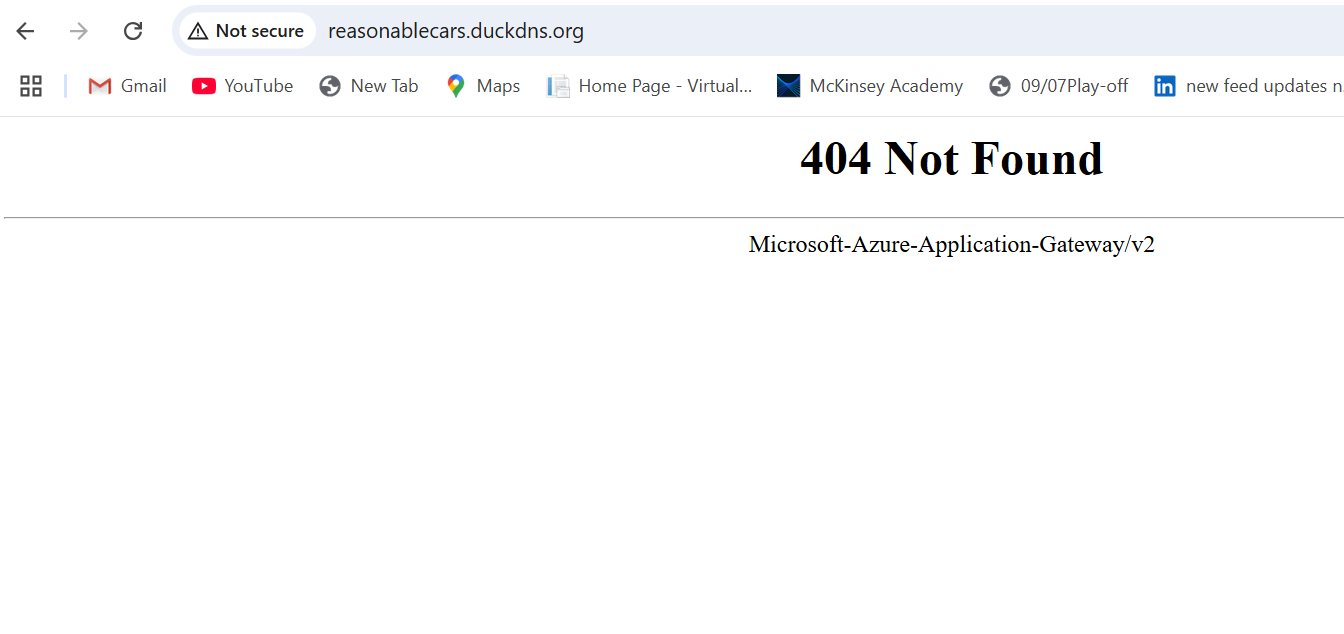 Not secure reasonablecars.duckdns.org
Gmail YouTube New Tab Maps Home Page - Virtual... McKinsey Academy 09/07Play-off new feed updates n
404 Not Found
Microsoft-Azure-Application-Gateway/v2